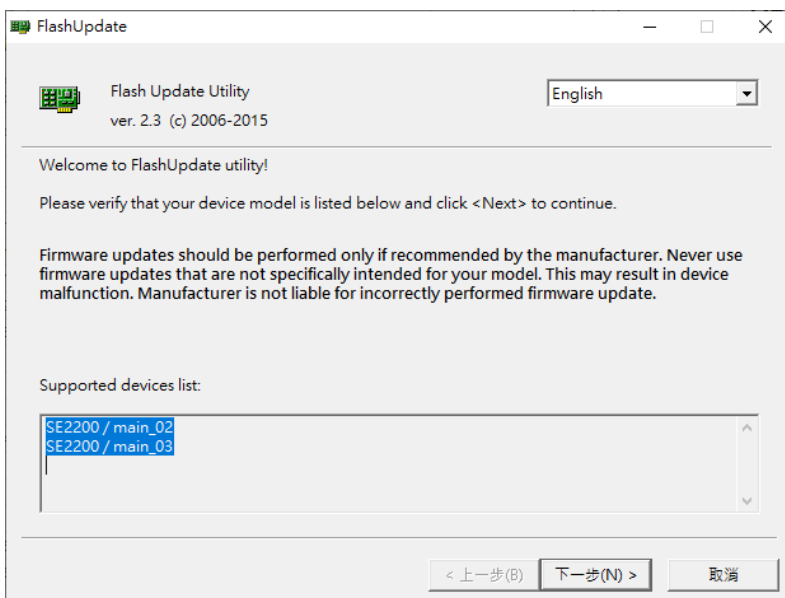 FlashUpdate
Flash Update Utility
English
ver. 2.3 (c) 2006-2015
Welcome to FlashUpdate utility!
Please verify that your device model is listed below and click <Next> to continue.
Firmware updates should be performed only if recommended by the manufacturer. Never use
firmware updates that are not specifically intended for your model. This may result in device
malfunction. Manufacturer is not liable for incorrectly performed firmware update.
Supported devices list:
SE2200 / main_02
SE2200 / main_03
< 上一步(B)
下一步(N) >
取消